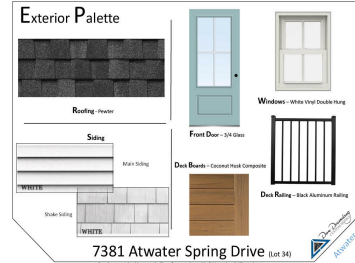 Exterior Palette
Roofing - Pewter
Siding
Main Siding
WHITE
Shake Siding
WHITE
Front Door – 3/4 Glass
Deck Boards – Coconut Husk Composite
Windows – White Vinyl Double Hung
Deck Railing – Black Aluminum Railing
7381 Atwater Spring Drive (Lot 34)
Atwater